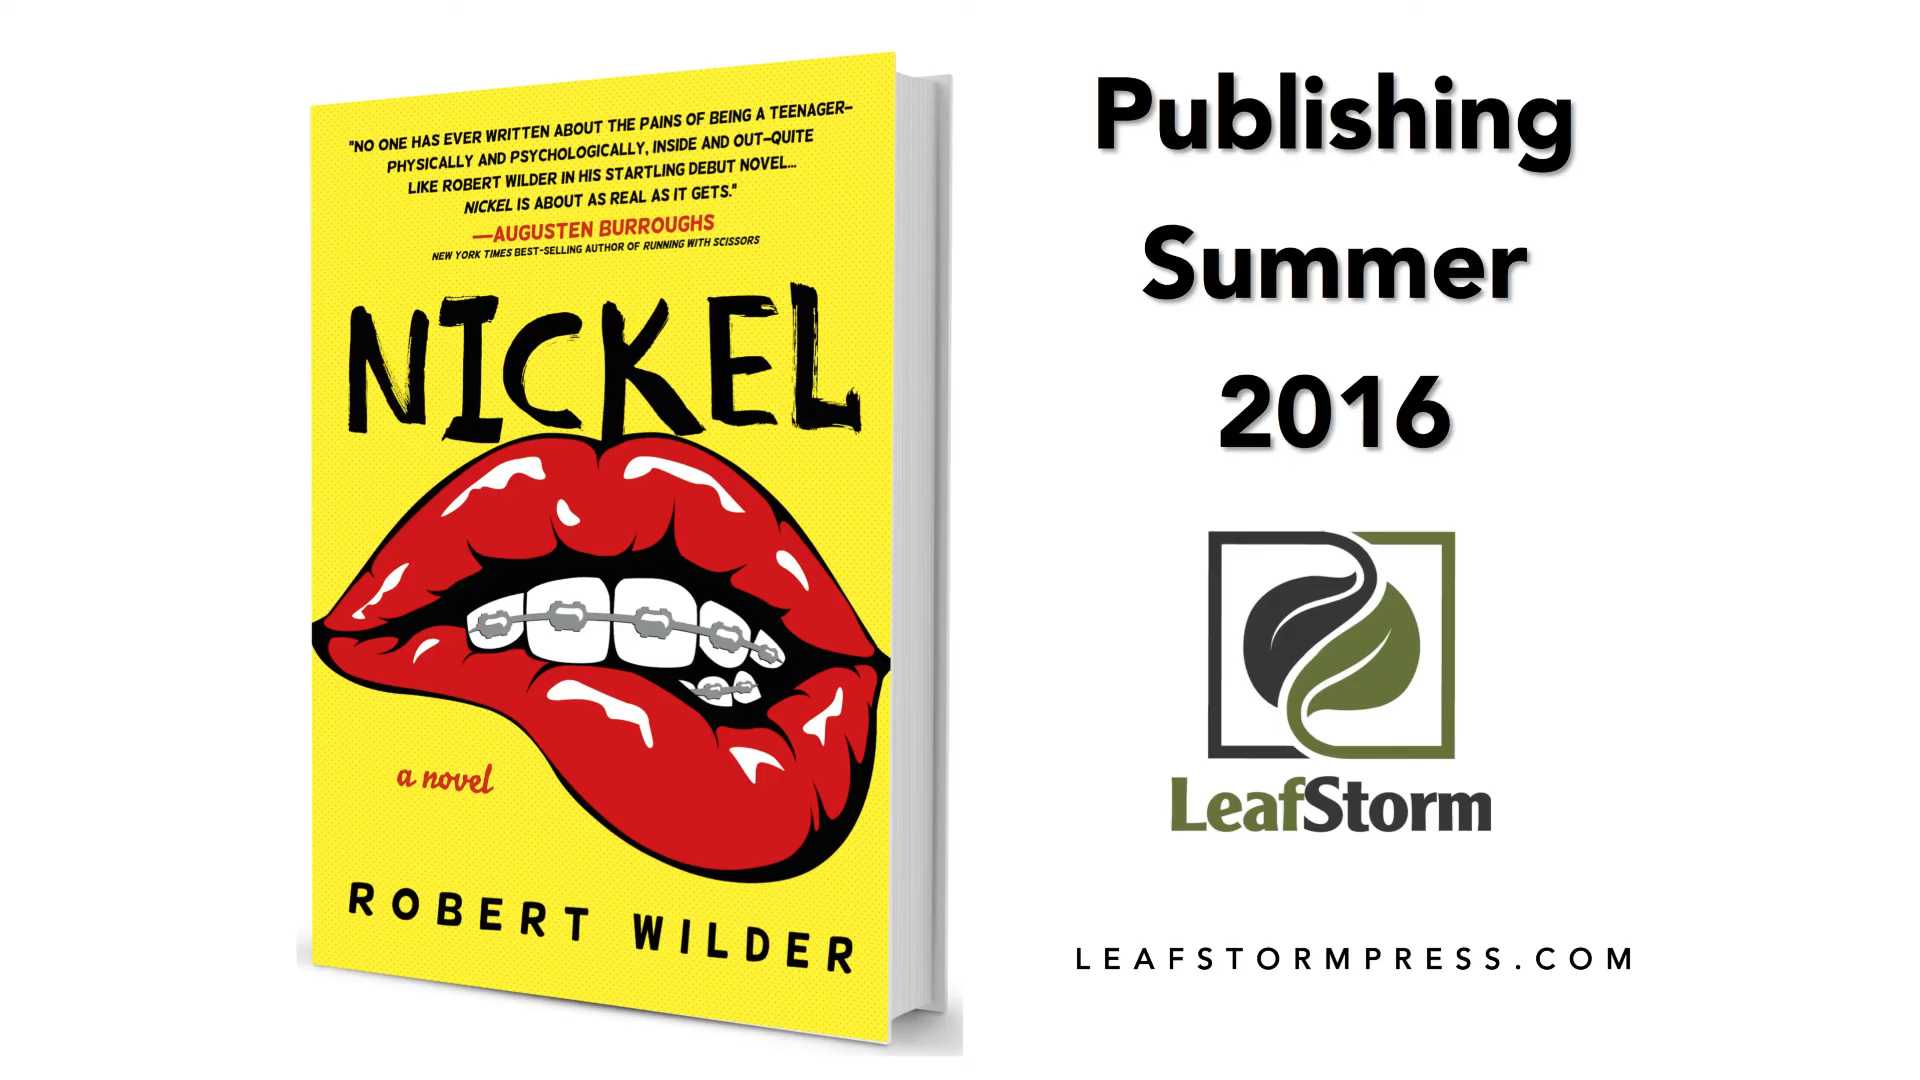 "NO ONE HAS EVER WRITTEN ABOUT THE PAINS OF BEING A TEENAGER—
PHYSICALLY AND PSYCHOLOGICALLY, INSIDE AND OUT—QUITE
LIKE ROBERT WILDER IN HIS STARTLING DEBUT NOVEL...
NICKEL IS ABOUT AS REAL AS IT GETS."
—AUGUSTEN BURROUGHS
NEW YORK TIMES BEST-SELLING AUTHOR OF RUNNING WITH SCISSORS
NICKEL
a novel
ROBERT WILDER
Publishing
Summer
2016
LeafStorm
LEAFSTORMPRESS.COM